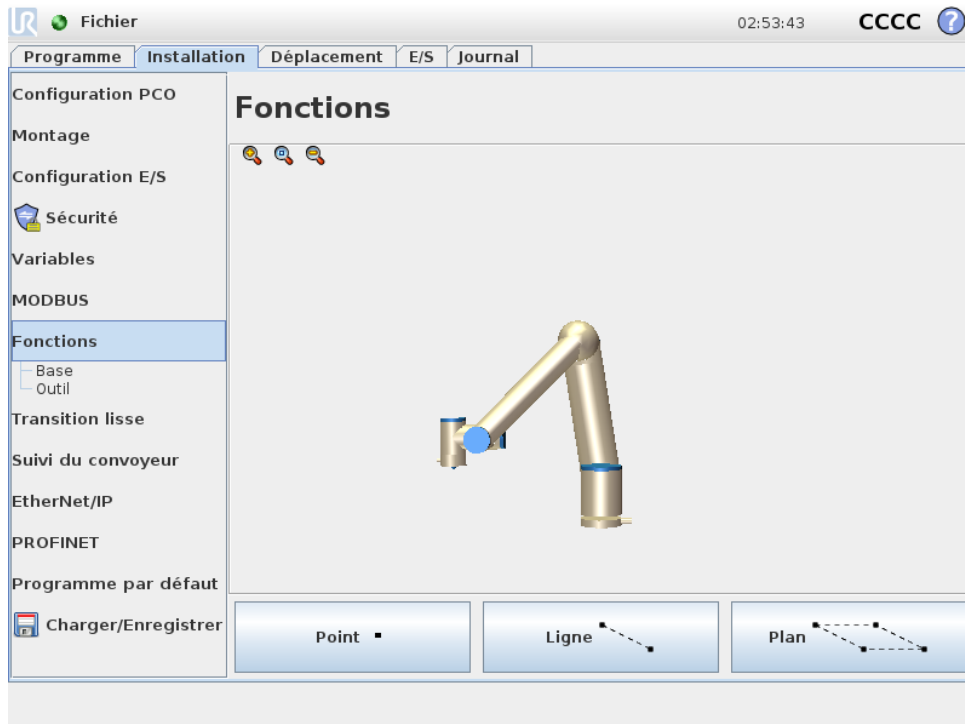 UR Fichier 02:53:43 CCCC ?
Programme Installation Déplacement E/S Journal
Configuration PCO
Montage
Configuration E/S
Sécurité
Variables
MODBUS
Fonctions
Base
Outil
Transition lisse
Suivi du convoyeur
EtherNet/IP
PROFINET
Programme par défaut
Charger/Enregistrer
Fonctions
Point
Ligne
Plan